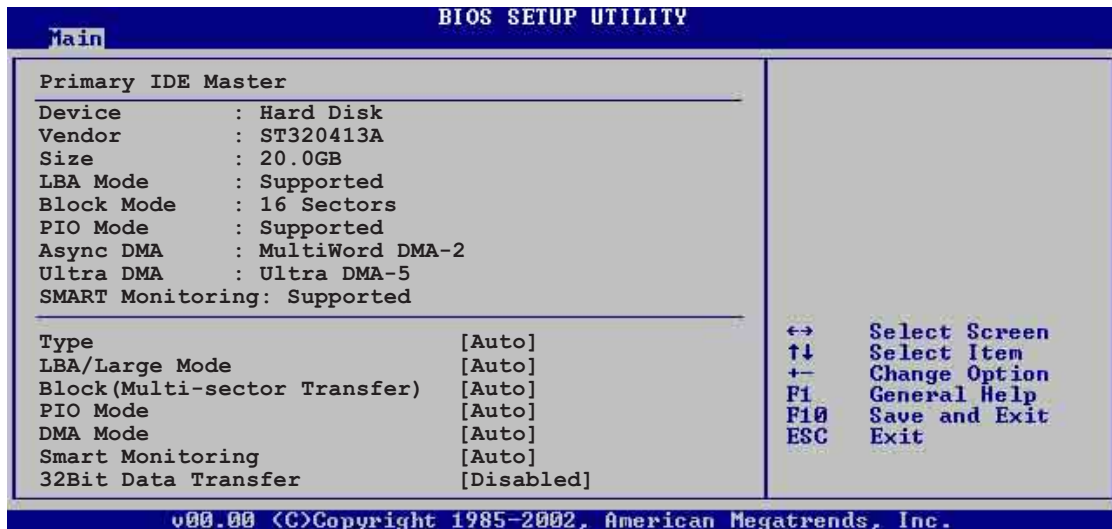 BIOS SETUP UTILITY
Main
Primary IDE Master
Device : Hard Disk
Vendor : ST320413A
Size : 20.0GB
LBA Mode : Supported
Block Mode : 16 Sectors
PIO Mode : Supported
Async DMA : MultiWord DMA-2
Ultra DMA : Ultra DMA-5
SMART Monitoring: Supported
Type [Auto]
LBA/Large Mode [Auto]
Block(Multi-sector Transfer) [Auto]
PIO Mode [Auto]
DMA Mode [Auto]
Smart Monitoring [Auto]
32Bit Data Transfer [Disabled]
←→ Select Screen
↑↓ Select Item
+- Change Option
F1 General Help
F10 Save and Exit
ESC Exit
v00.00 (C)Copyright 1985-2002, American Megatrends, Inc.